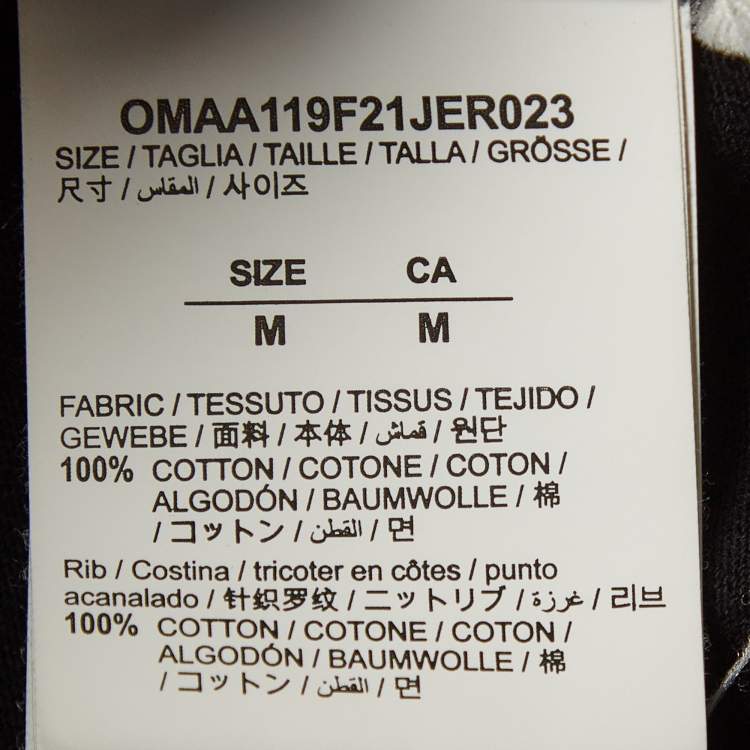 OMAA119F21JER023
SIZE / TAGLIA / TAILLE / TALLA / GRÖSSE /
尺寸 / المقاس / 사이즈
SIZE CA
M M
FABRIC / TESSUTO / TISSUS / TEJIDO /
GEWEBE / 面料 / 本体 / قماش / 원단
100% COTTON / COTONE / COTON /
ALGODÓN / BAUMWOLLE / 棉
/ コットン / القطن / 면
Rib / Costina / tricoter en côtes / punto
acanalado / 针织罗纹 / ニットリブ / غرزة / 리브
100% COTTON / COTONE / COTON /
ALGODÓN / BAUMWOLLE / 棉
/ コットン / القطن / 면